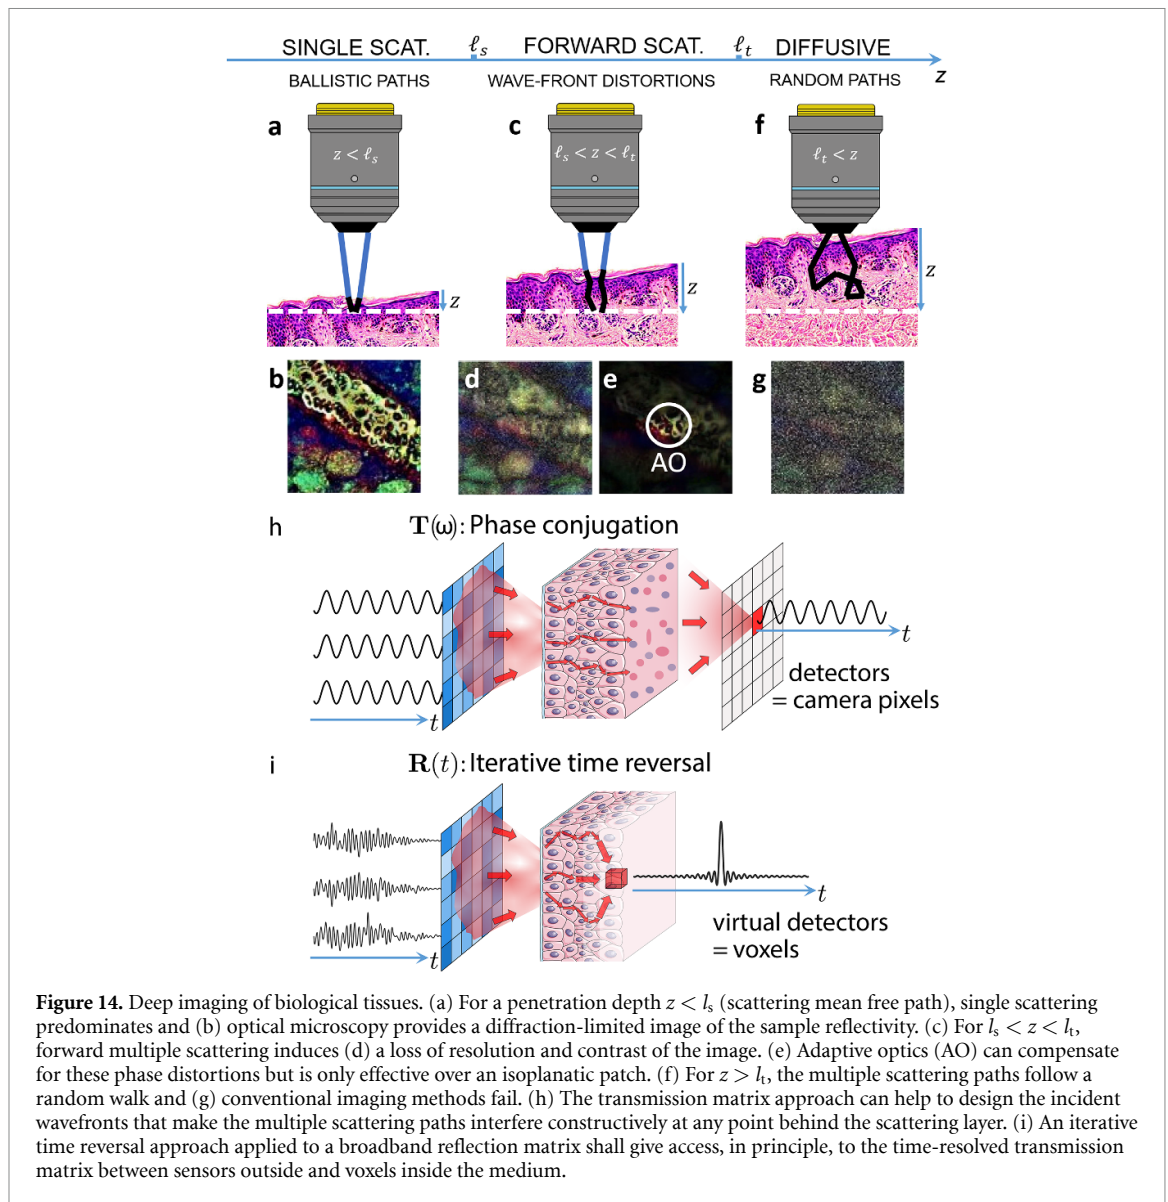 SINGLE SCAT. ℓs FORWARD SCAT. ℓt DIFFUSIVE
z
BALLISTIC PATHS WAVE-FRONT DISTORTIONS RANDOM PATHS
a c f
z < ℓs ℓs < z < ℓt ℓt < z
z z z
b d e g
AO
h T(ω): Phase conjugation
t
detectors
= camera pixels
t
i R(t): Iterative time reversal
t
virtual detectors
= voxels
t
Figure 14. Deep imaging of biological tissues. (a) For a penetration depth z < ls (scattering mean free path), single scattering
predominates and (b) optical microscopy provides a diffraction-limited image of the sample reflectivity. (c) For ls < z < lt,
forward multiple scattering induces (d) a loss of resolution and contrast of the image. (e) Adaptive optics (AO) can compensate
for these phase distortions but is only effective over an isoplanatic patch. (f) For z > lt, the multiple scattering paths follow a
random walk and (g) conventional imaging methods fail. (h) The transmission matrix approach can help to design the incident
wavefronts that make the multiple scattering paths interfere constructively at any point behind the scattering layer. (i) An iterative
time reversal approach applied to a broadband reflection matrix shall give access, in principle, to the time-resolved transmission
matrix between sensors outside and voxels inside the medium.